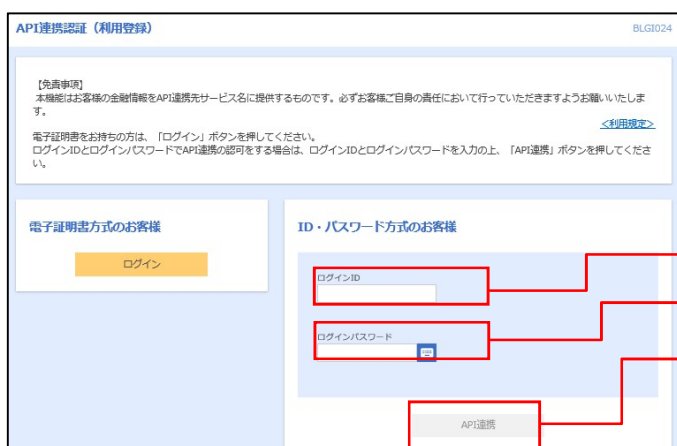 API連携認証（利用登録）
BLGI024
【免責事項】
本機能はお客様の金融情報をAPI連携先サービス名に提供するものです。必ずお客様ご自身の責任において行っていただきますようお願いいたしま
す。
＜利用規定＞
電子証明書をお持ちの方は、「ログイン」ボタンを押してください。
ログインIDとログインパスワードでAPI連携の認可をする場合は、ログインIDとログインパスワードを入力の上、「API連携」ボタンを押してくださ
い。
電子証明書方式のお客様
ログイン
ID・パスワード方式のお客様
ログインID
ログインパスワード
API連携